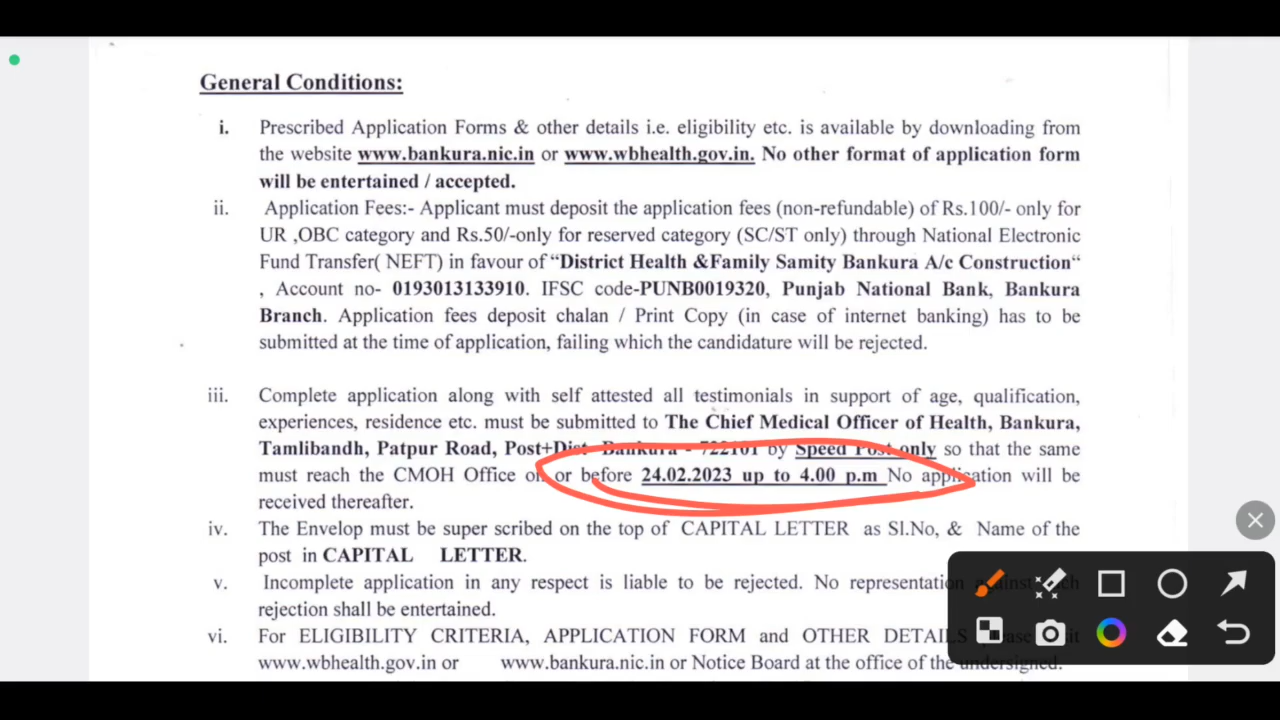 General Conditions:
i. Prescribed Application Forms & other details i.e. eligibility etc. is available by downloading from
the website www.bankura.nic.in or www.wbhealth.gov.in. No other format of application form
will be entertained / accepted.
ii. Application Fees:- Applicant must deposit the application fees (non-refundable) of Rs.100/- only for
UR ,OBC category and Rs.50/-only for reserved category (SC/ST only) through National Electronic
Fund Transfer( NEFT) in favour of “District Health &Family Samity Bankura A/c Construction“
, Account no- 0193013133910. IFSC code-PUNB0019320, Punjab National Bank, Bankura
Branch. Application fees deposit chalan / Print Copy (in case of internet banking) has to be
submitted at the time of application, failing which the candidature will be rejected.
iii. Complete application along with self attested all testimonials in support of age, qualification,
experiences, residence etc. must be submitted to The Chief Medical Officer of Health, Bankura,
Tamlibandh, Patpur Road, Post+Dist- Bankura - 722101 by Speed Post only so that the same
must reach the CMOH Office on or before 24.02.2023 up to 4.00 p.m No application will be
received thereafter.
iv. The Envelop must be super scribed on the top of CAPITAL LETTER as Sl.No, & Name of the
post in CAPITAL LETTER.
v. Incomplete application in any respect is liable to be rejected. No representation against such
rejection shall be entertained.
vi. For ELIGIBILITY CRITERIA, APPLICATION FORM and OTHER DETAILS
www.wbhealth.gov.in or www.bankura.nic.in or Notice Board at the office of the undersigned.